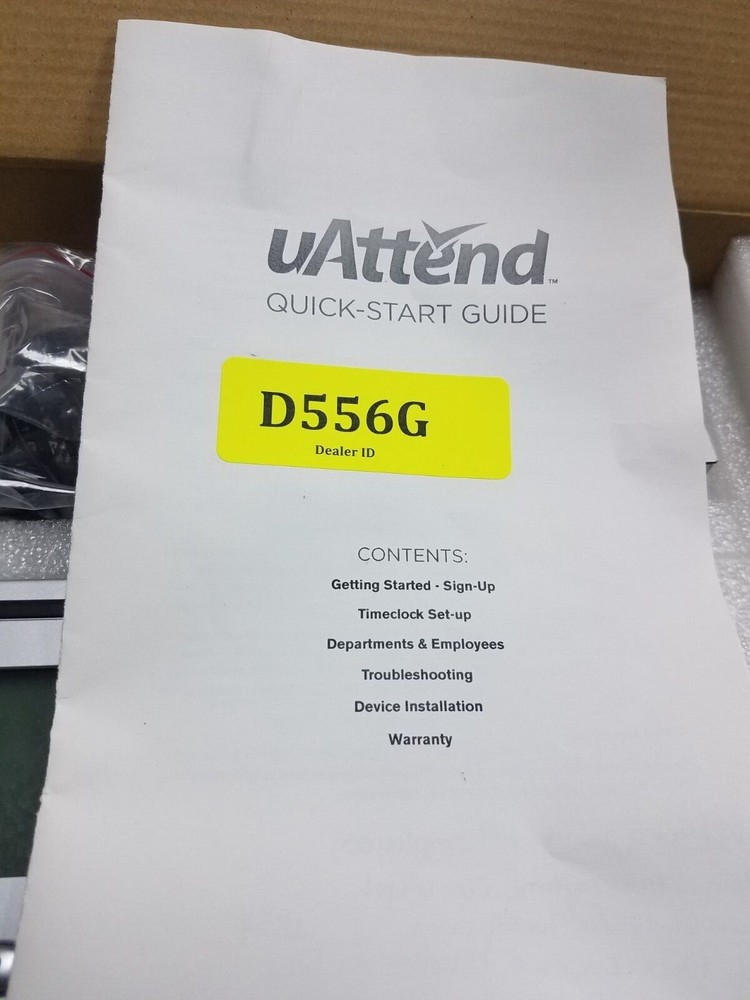 uAttend™
QUICK-START GUIDE
D556G
Dealer ID
CONTENTS:
Getting Started - Sign-Up
Timeclock Set-up
Departments & Employees
Troubleshooting
Device Installation
Warranty